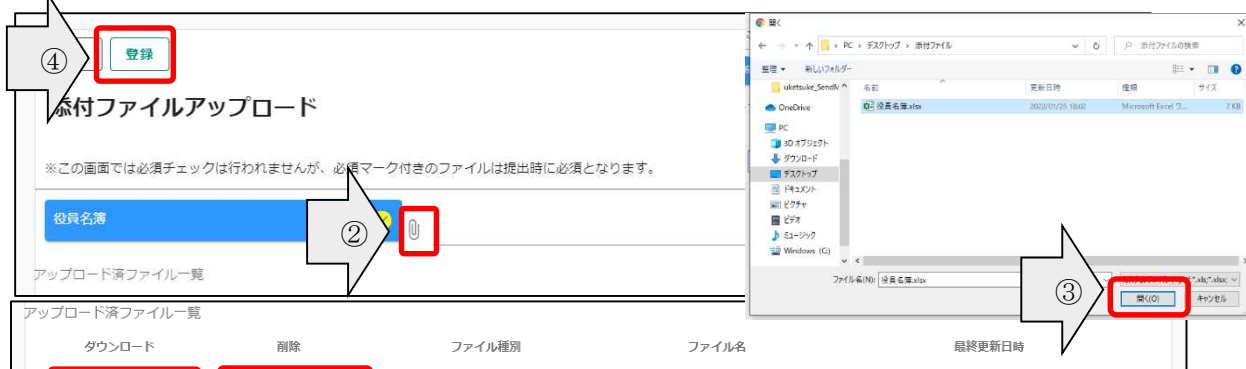 ④
登録
添付ファイルアップロード
※この画面では必須チェックは行われませんが、必須マーク付きのファイルは提出時に必須となります。
役員名簿
②
アップロード済ファイル一覧
開く
PC › デスクトップ › 添付ファイル
添付ファイルの検索
整理
新しいフォルダー
uketsuke_SendN
OneDrive
PC
3D オブジェクト
ダウンロード
デスクトップ
ドキュメント
ピクチャ
ビデオ
ミュージック
Windows (C:)
名前
更新日時
種類
サイズ
役員名簿.xlsx
2022/01/25 18:02
Microsoft Excel ワ...
7 KB
ファイル名(N):
役員名簿.xlsx
*.xls;*.xlsx;
③
開く(O)
キャンセル
アップロード済ファイル一覧
ダウンロード
削除
ファイル種別
ファイル名
最終更新日時